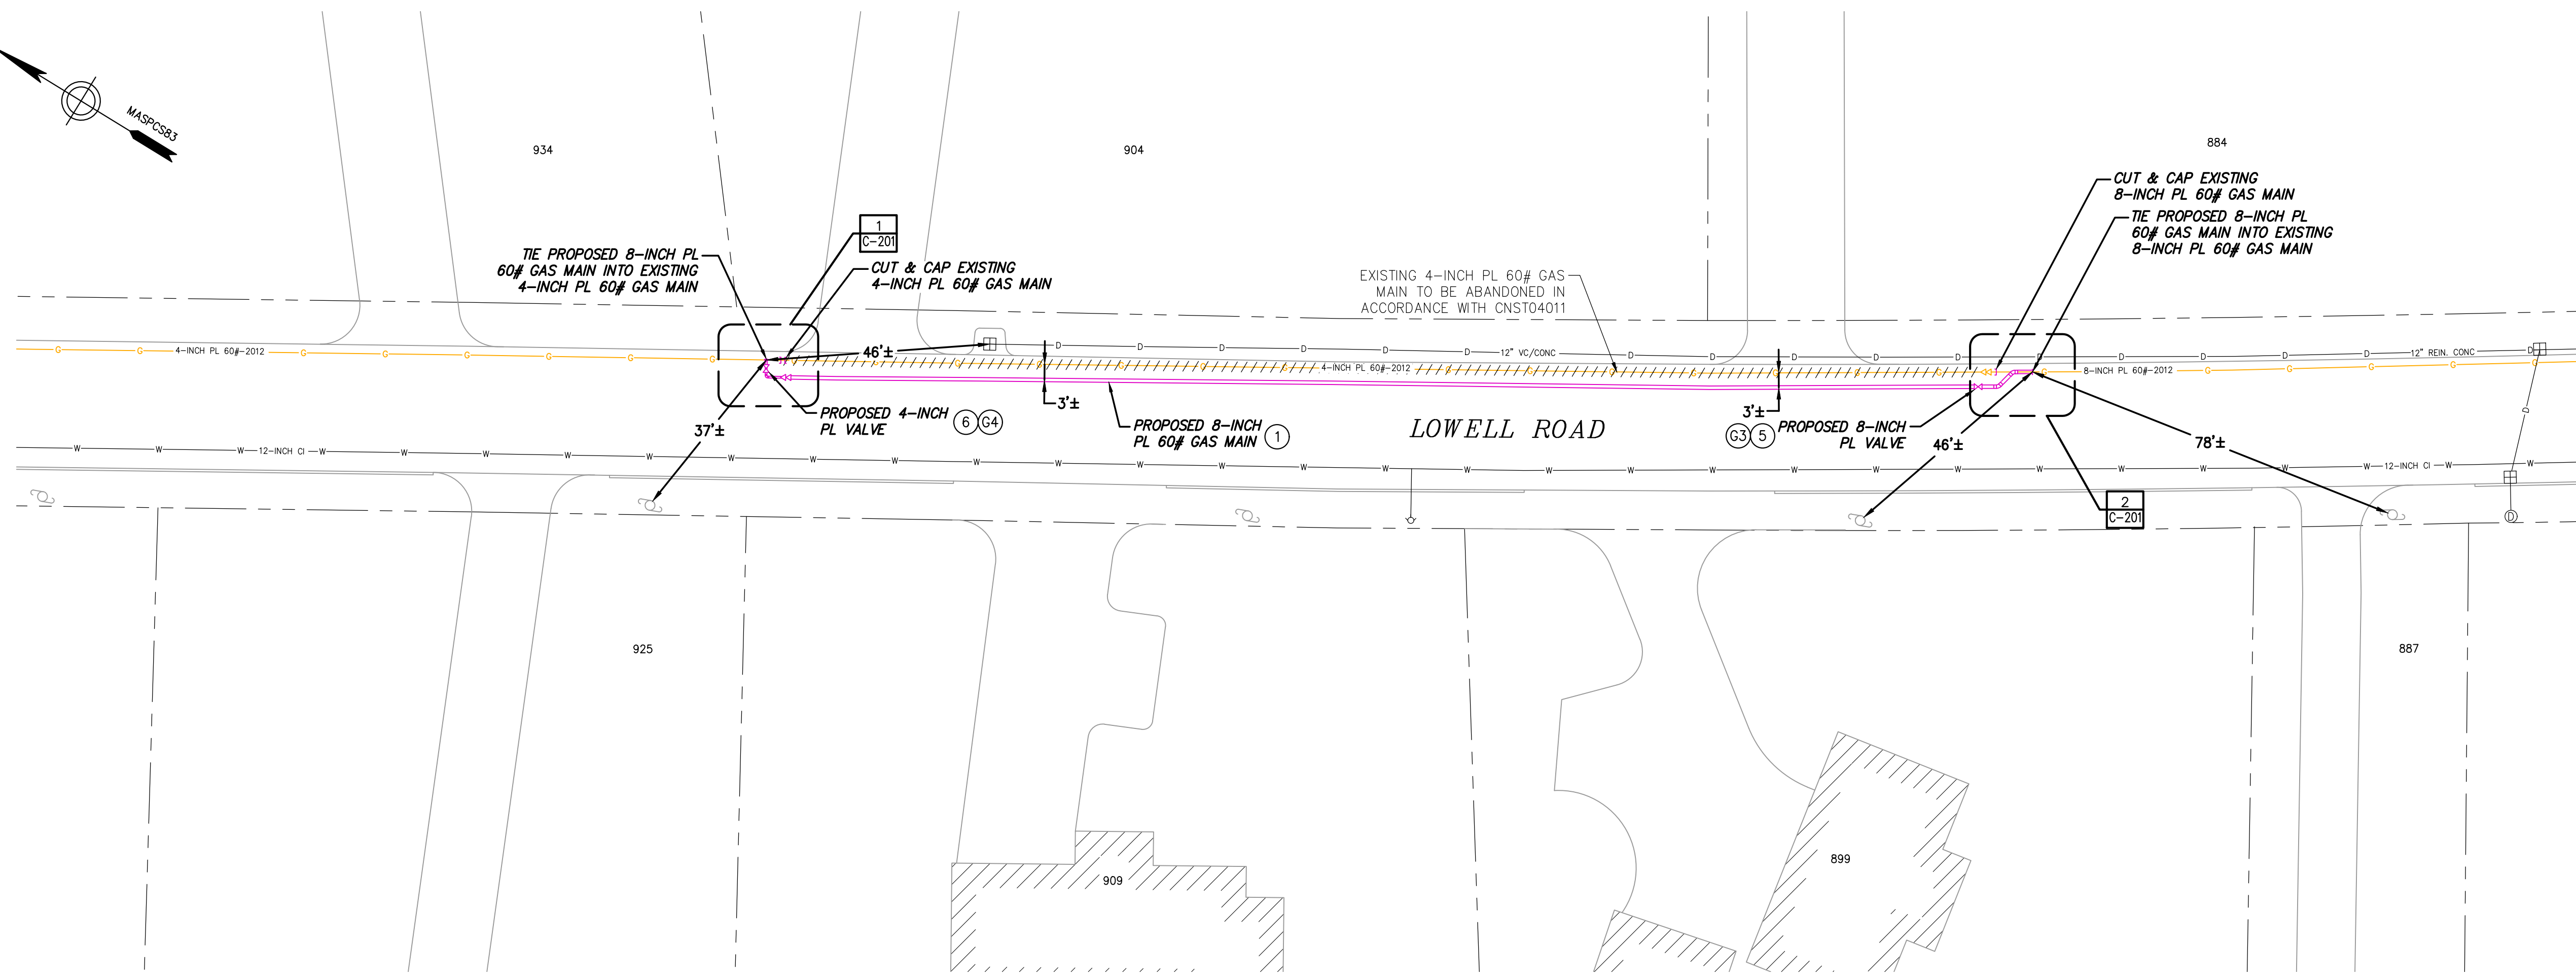 MASPCS83
934
904
884
CUT & CAP EXISTING
8-INCH PL 60# GAS MAIN
TIE PROPOSED 8-INCH PL
60# GAS MAIN INTO EXISTING
8-INCH PL 60# GAS MAIN
1
C-201
TIE PROPOSED 8-INCH PL
60# GAS MAIN INTO EXISTING
4-INCH PL 60# GAS MAIN
CUT & CAP EXISTING
4-INCH PL 60# GAS MAIN
EXISTING 4-INCH PL 60# GAS
MAIN TO BE ABANDONED IN
ACCORDANCE WITH CNST04011
G G 4-INCH PL 60#-2012 G G G G G G
46'±
D D D D D D 12" VC/CONC D D D D D D D D D D 12" REIN. CONC D
G G G G G G 4-INCH PL 60#-2012 G G G G G G G
G 8-INCH PL 60#-2012 G G G G G
3'±
3'±
PROPOSED 4-INCH
PL VALVE
6 G4
PROPOSED 8-INCH
PL 60# GAS MAIN
1
LOWELL ROAD
G3 5
PROPOSED 8-INCH
PL VALVE
37'±
46'±
78'±
D
W W W 12-INCH CI W W W W W W W W W W W W W W W W W W W W W W W W W W 12-INCH CI W W
2
C-201
D
925
887
909
899